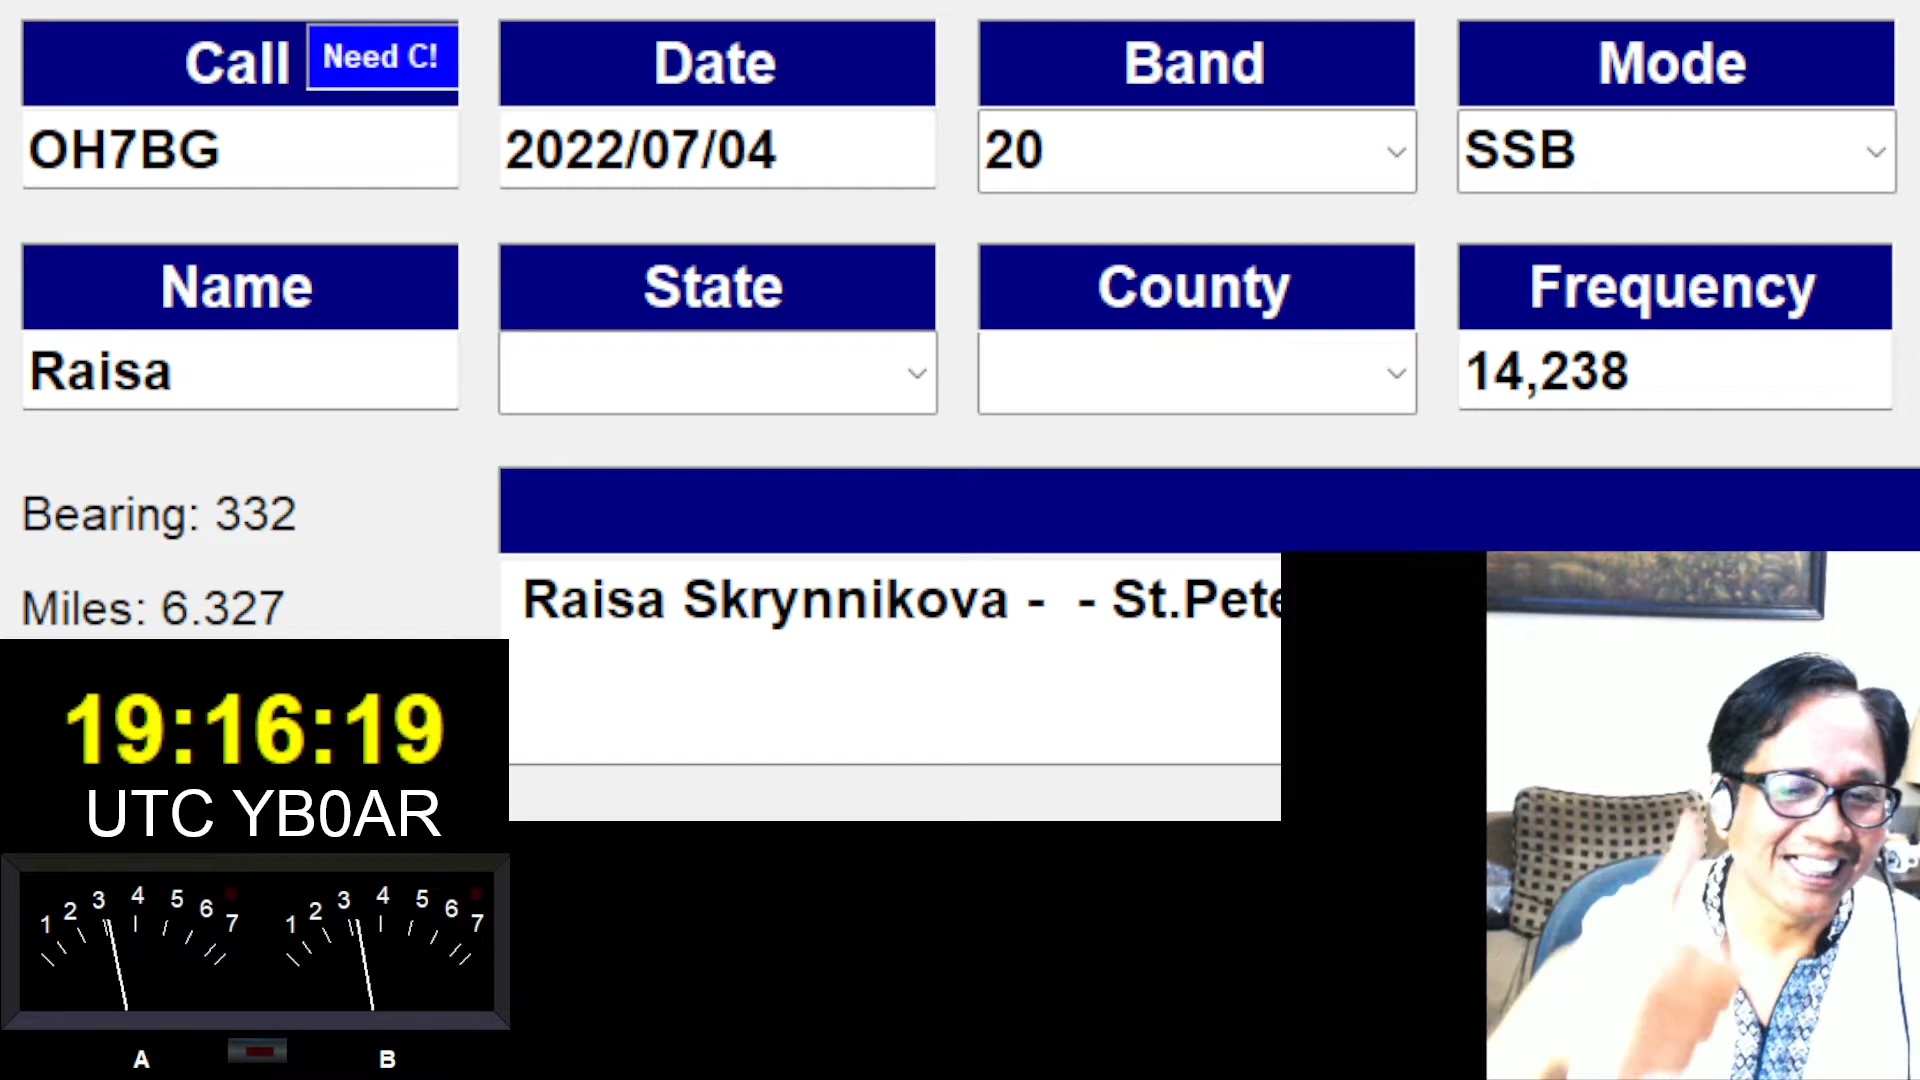 Call Need C! Date Band Mode
OH7BG 2022/07/04 20 SSB
Name State County Frequency
Raisa 14,238
Bearing: 332
Miles: 6.327
Raisa Skrynnikova -  - St.Pete
19:16:19
UTC YB0AR
1 2 3 4 5 6 7 1 2 3 4 5 6 7
A B